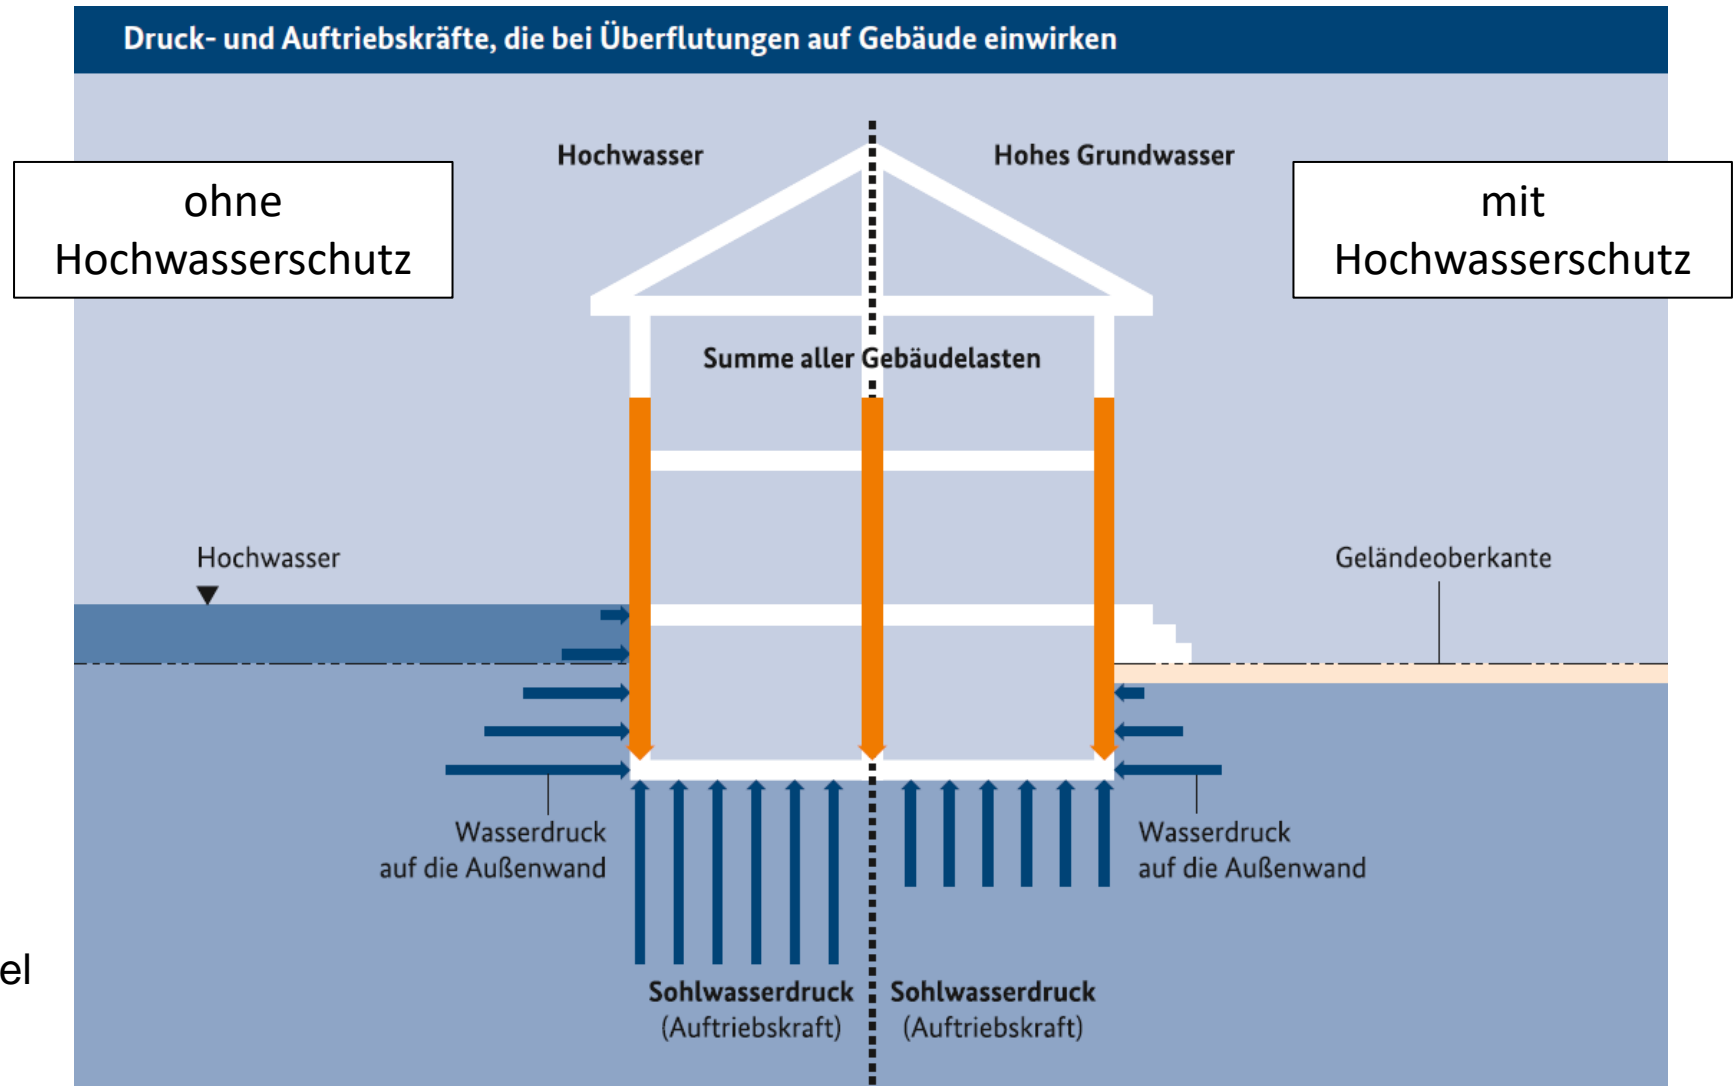 Druck- und Auftriebskräfte, die bei Überflutungen auf Gebäude einwirken
Hochwasser
Hohes Grundwasser
ohne
Hochwasserschutz
mit
Hochwasserschutz
Summe aller Gebäudelasten
Hochwasser
Geländeoberkante
Wasserdruck
auf die Außenwand
Wasserdruck
auf die Außenwand
el
Sohlwasserdruck
(Auftriebskraft)
Sohlwasserdruck
(Auftriebskraft)